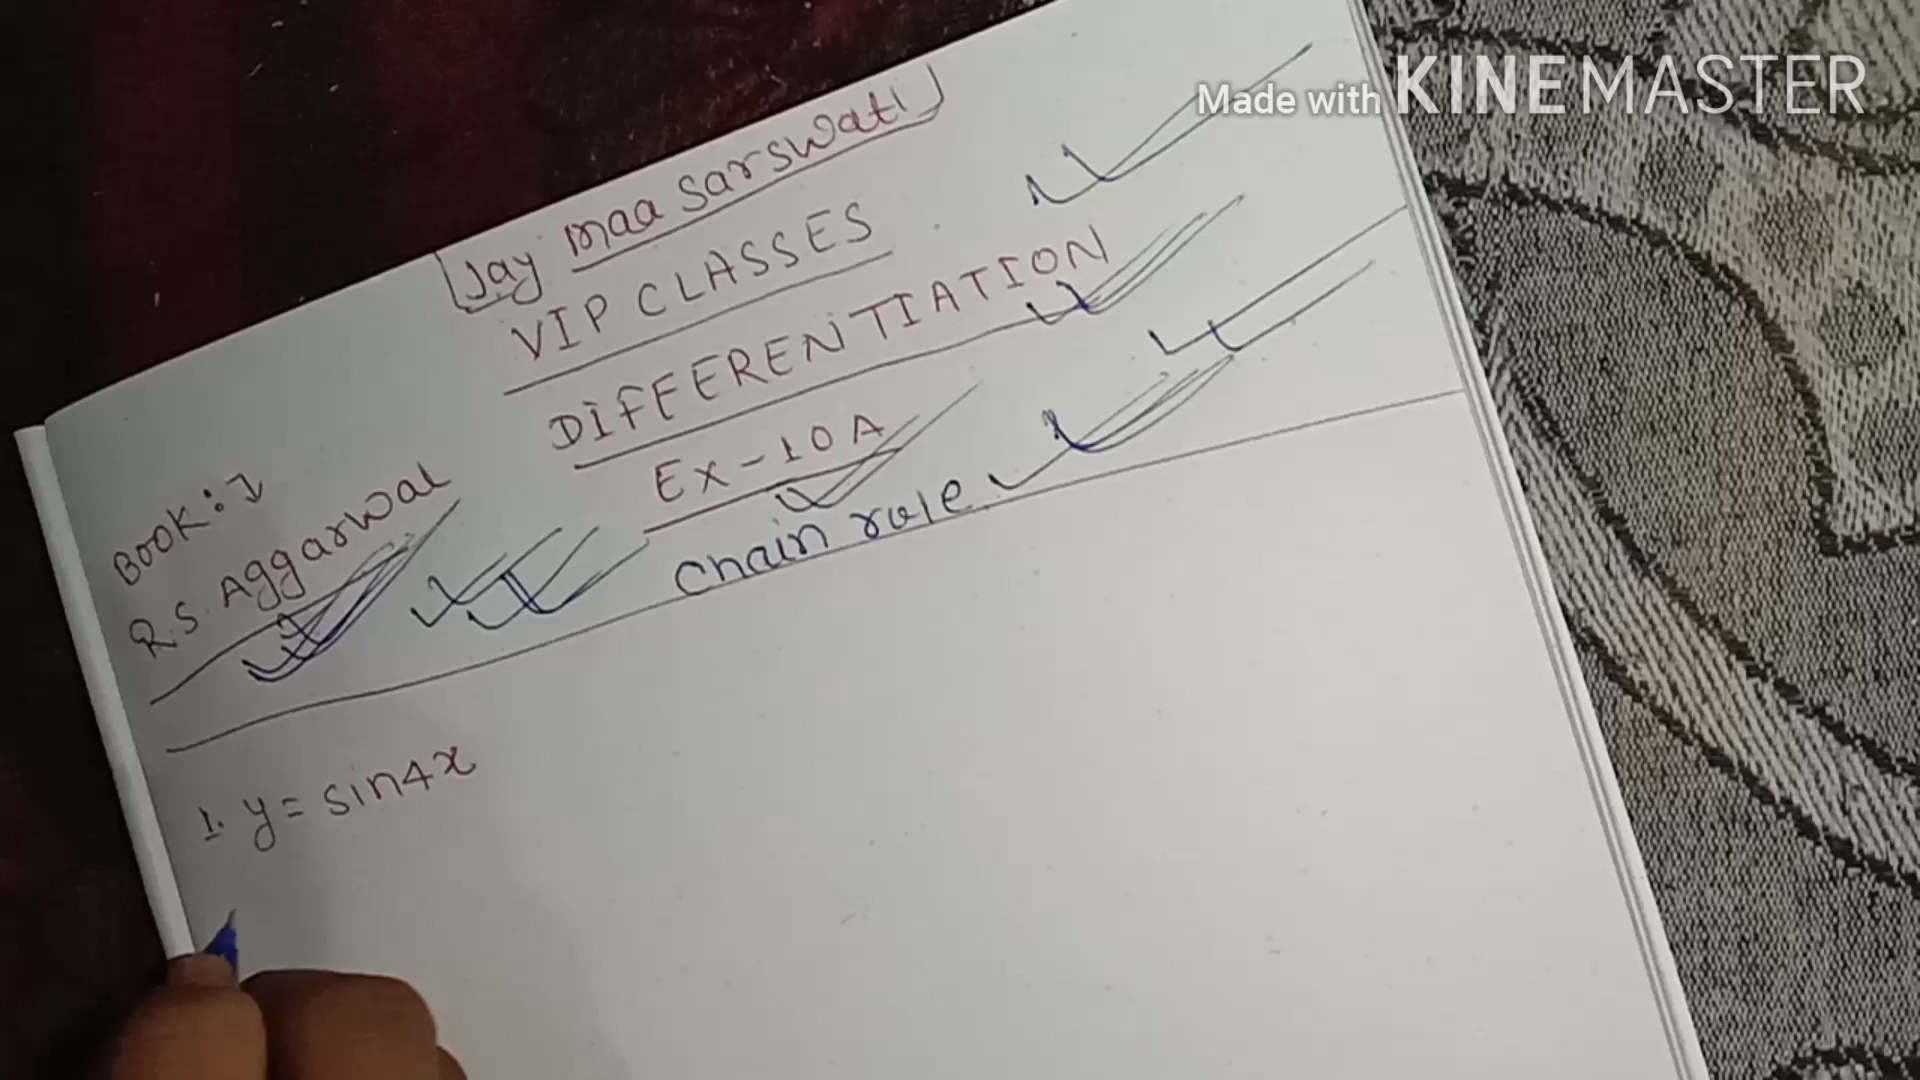 Made with KINEMASTER
Jay maa sarswati
VIP CLASSES
DIFFERENTIATION
EX-10A
BOOK:
R.S. Aggarwal
Chain rule
1. y = sin4x